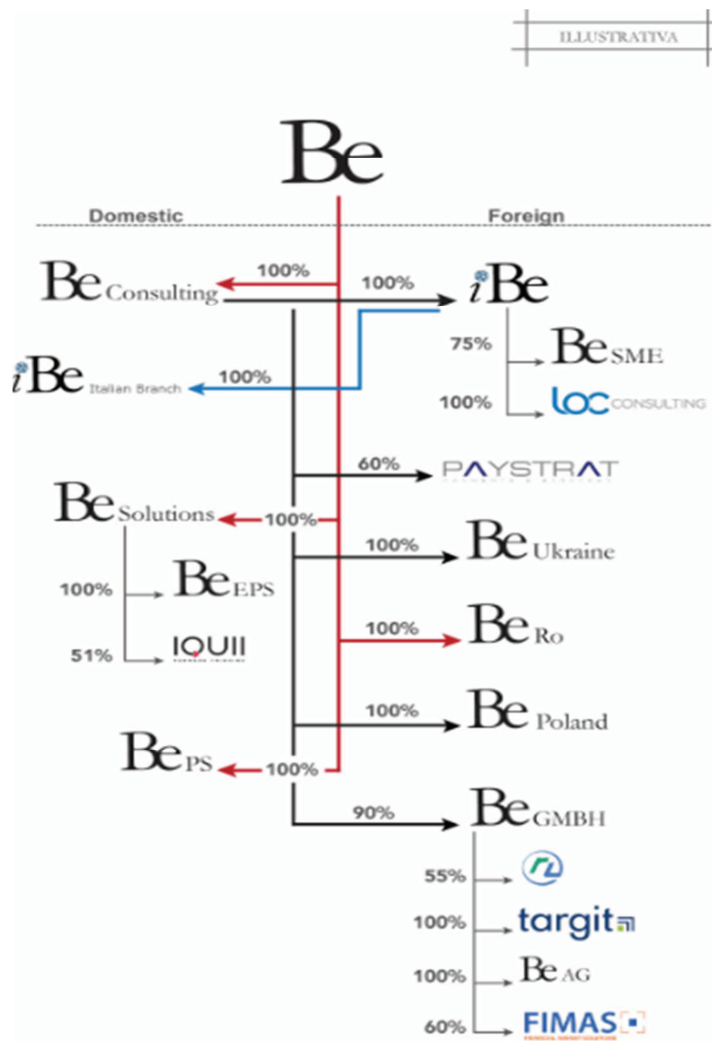 ILLUSTRATIVA
Be
Domestic
Foreign
Be Consulting
100%
100%
iBe
75%
Be SME
iBe Italian Branch
100%
100%
LOC CONSULTING
60%
PAYSTRAT
Be Solutions
100%
100%
Be Ukraine
100%
Be EPS
100%
Be Ro
51%
IQUII
100%
Be Poland
Be PS
100%
90%
Be GMBH
55%
100%
targit
100%
Be AG
60%
FIMAS